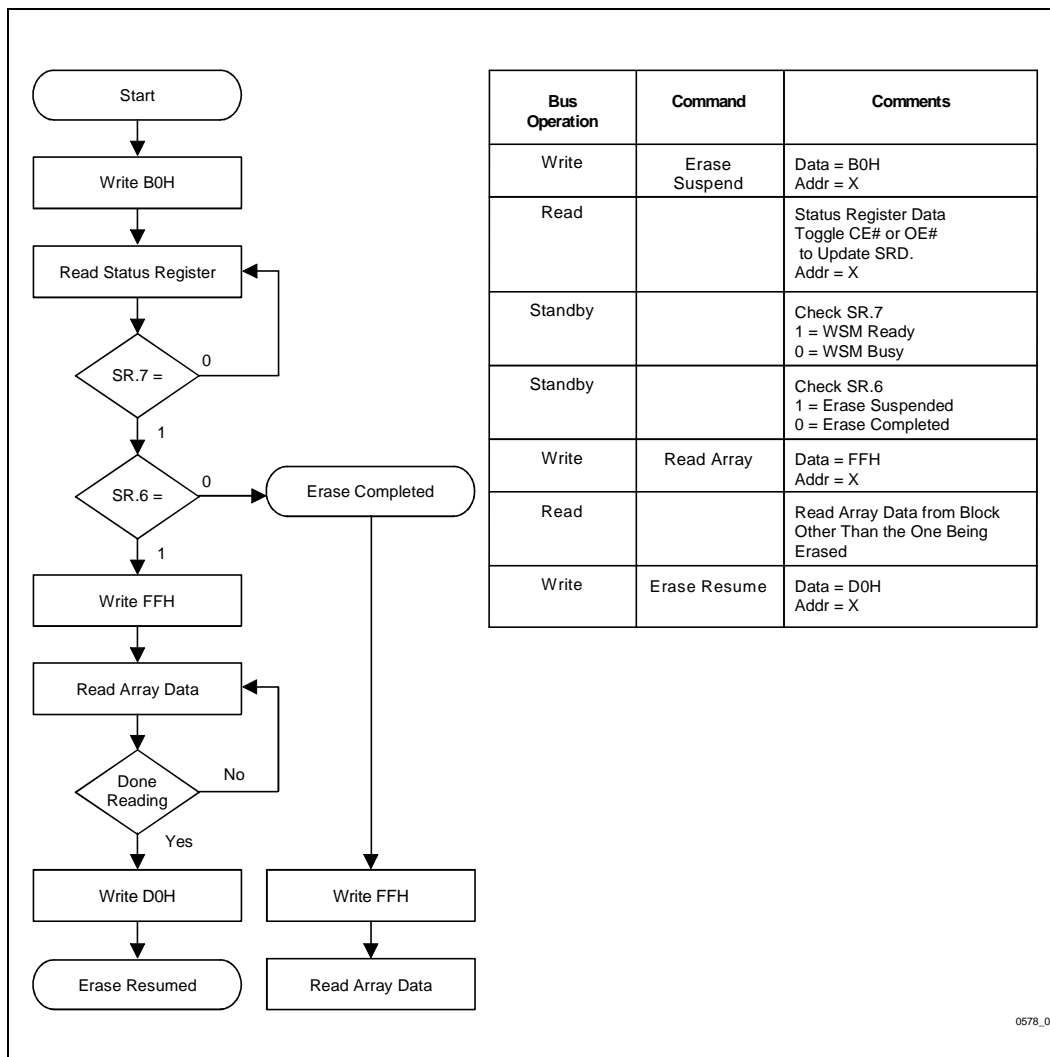 Start
Write B0H
Read Status Register
SR.7 =
0
1
SR.6 =
0
Erase Completed
1
Write FFH
Read Array Data
Done
Reading
No
Yes
Write D0H
Write FFH
Erase Resumed
Read Array Data
Bus
Operation
Command
Comments
Write
Erase
Suspend
Data = B0H
Addr = X
Read
Status Register Data
Toggle CE# or OE#
to Update SRD.
Addr = X
Standby
Check SR.7
1 = WSM Ready
0 = WSM Busy
Standby
Check SR.6
1 = Erase Suspended
0 = Erase Completed
Write
Read Array
Data = FFH
Addr = X
Read
Read Array Data from Block
Other Than the One Being
Erased
Write
Erase Resume
Data = D0H
Addr = X
0578_0